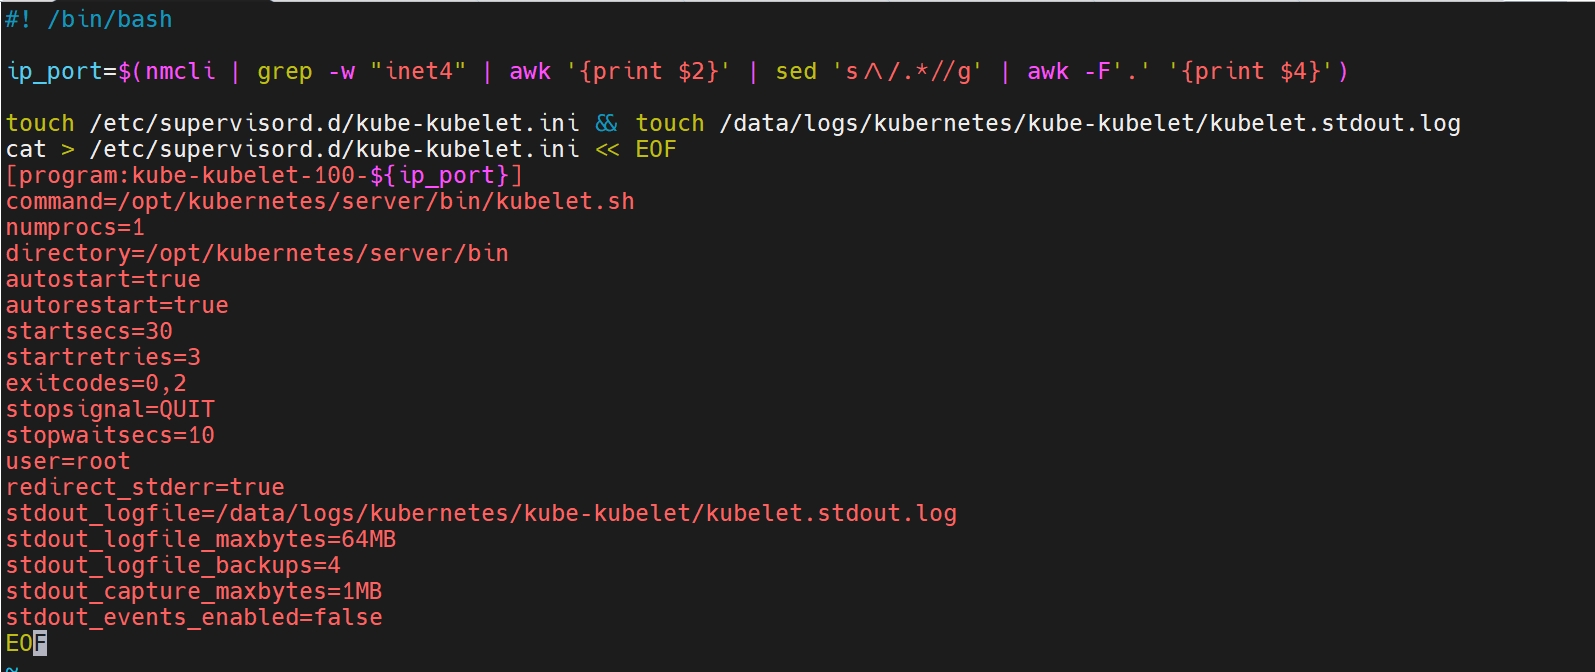 #! /bin/bash
ip_port=$(nmcli | grep -w "inet4" | awk '{print $2}' | sed 's/\/.*//g' | awk -F'.' '{print $4}')
touch /etc/supervisord.d/kube-kubelet.ini && touch /data/logs/kubernetes/kube-kubelet/kubelet.stdout.log
cat > /etc/supervisord.d/kube-kubelet.ini << EOF
[program:kube-kubelet-100-${ip_port}]
command=/opt/kubernetes/server/bin/kubelet.sh
numprocs=1
directory=/opt/kubernetes/server/bin
autostart=true
autorestart=true
startsecs=30
startretries=3
exitcodes=0,2
stopsignal=QUIT
stopwaitsecs=10
user=root
redirect_stderr=true
stdout_logfile=/data/logs/kubernetes/kube-kubelet/kubelet.stdout.log
stdout_logfile_maxbytes=64MB
stdout_logfile_backups=4
stdout_capture_maxbytes=1MB
stdout_events_enabled=false
EOF
~